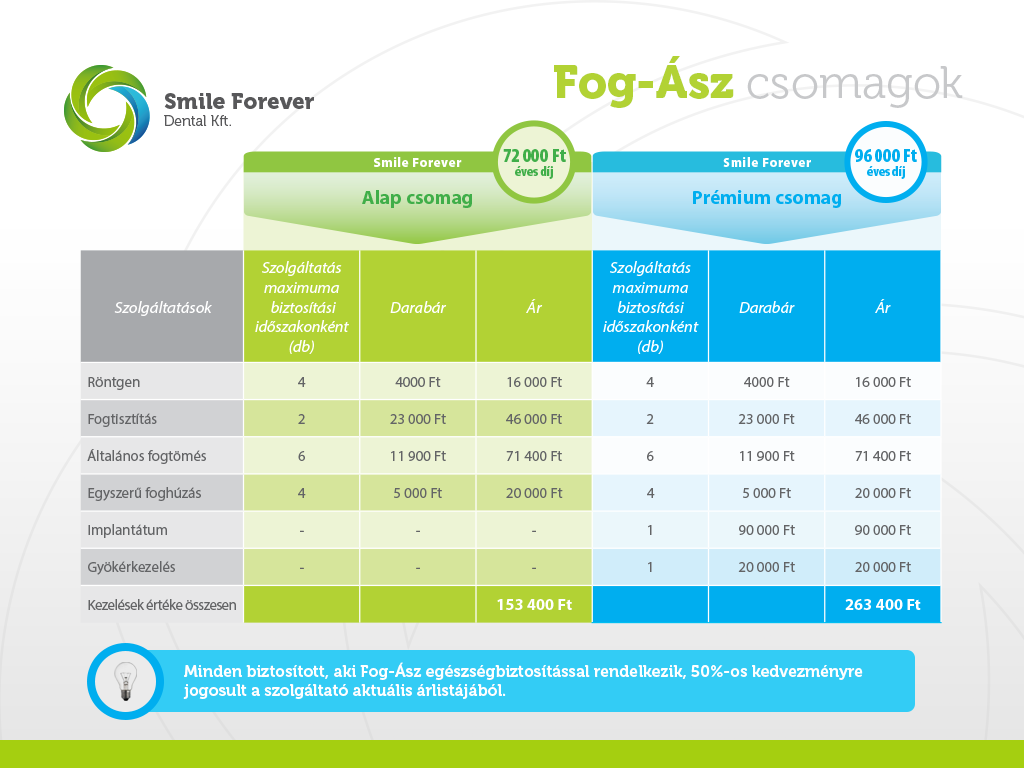 Smile Forever
Dental Kft.
Fog-Ász csomagok
Smile Forever
72 000 Ft
éves díj
Alap csomag
Smile Forever
96 000 Ft
éves díj
Prémium csomag
Szolgáltatások
Szolgáltatás
maximuma
biztosítási
időszakonként
(db)
Darabár
Ár
Szolgáltatás
maximuma
biztosítási
időszakonként
(db)
Darabár
Ár
Röntgen 4 4000 Ft 16 000 Ft 4 4000 Ft 16 000 Ft
Fogtisztítás 2 23 000 Ft 46 000 Ft 2 23 000 Ft 46 000 Ft
Általános fogtömés 6 11 900 Ft 71 400 Ft 6 11 900 Ft 71 400 Ft
Egyszerű foghúzás 4 5 000 Ft 20 000 Ft 4 5 000 Ft 20 000 Ft
Implantátum - - - 1 90 000 Ft 90 000 Ft
Gyökérkezelés - - - 1 20 000 Ft 20 000 Ft
Kezelések értéke összesen 153 400 Ft 263 400 Ft
Minden biztosított, aki Fog-Ász egészségbiztosítással rendelkezik, 50%-os kedvezményre
jogosult a szolgáltató aktuális árlistájából.